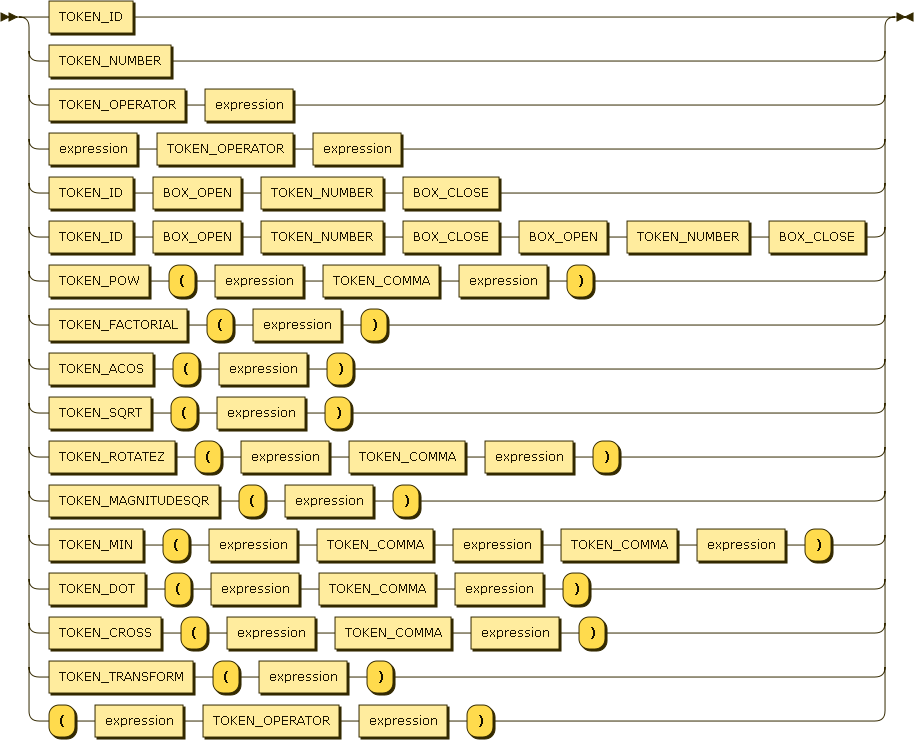 TOKEN_ID
TOKEN_NUMBER
TOKEN_OPERATOR expression
expression TOKEN_OPERATOR expression
TOKEN_ID BOX_OPEN TOKEN_NUMBER BOX_CLOSE
TOKEN_ID BOX_OPEN TOKEN_NUMBER BOX_CLOSE BOX_OPEN TOKEN_NUMBER BOX_CLOSE
TOKEN_POW ( expression TOKEN_COMMA expression )
TOKEN_FACTORIAL ( expression )
TOKEN_ACOS ( expression )
TOKEN_SQRT ( expression )
TOKEN_ROTATEZ ( expression TOKEN_COMMA expression )
TOKEN_MAGNITUDESQR ( expression )
TOKEN_MIN ( expression TOKEN_COMMA expression TOKEN_COMMA expression )
TOKEN_DOT ( expression TOKEN_COMMA expression )
TOKEN_CROSS ( expression TOKEN_COMMA expression )
TOKEN_TRANSFORM ( expression )
( expression TOKEN_OPERATOR expression )